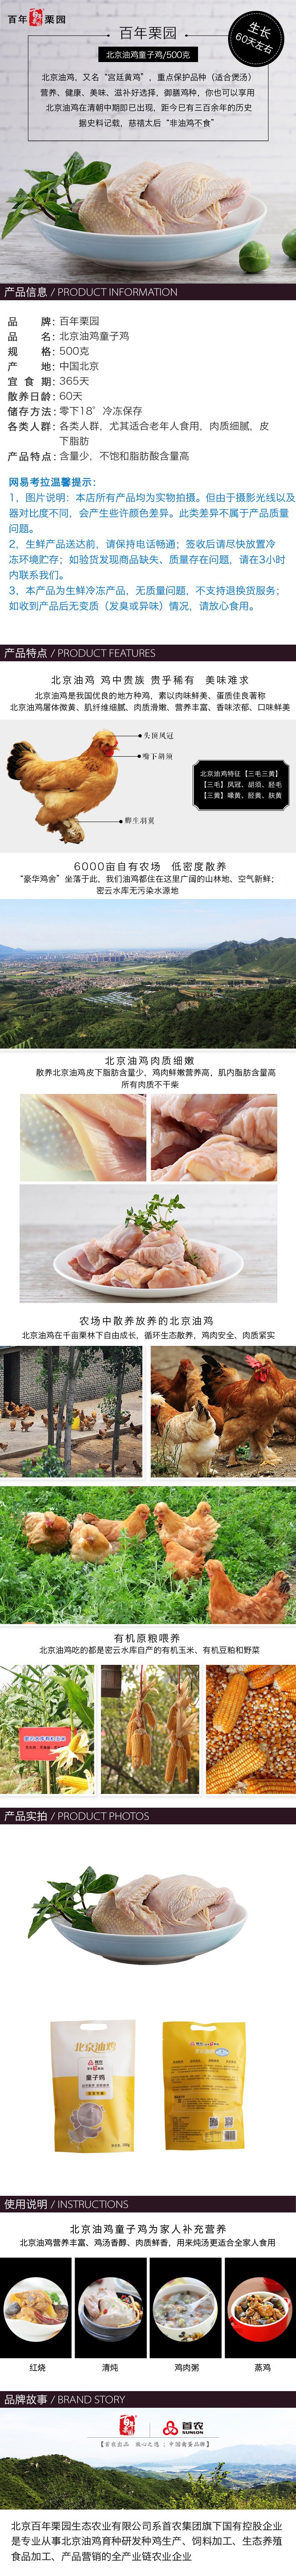 百年 栗园
百年栗园
北京油鸡童子鸡/500克
生长
60天左右
北京油鸡，又名“宫廷黄鸡”，重点保护品种（适合煲汤）
营养、健康、美味、滋补好选择，御膳鸡种，你也可以享用
北京油鸡在清朝中期即已出现，距今已有三百余年的历史
据史料记载，慈禧太后“非油鸡不食”
产品信息 / PRODUCT INFORMATION
品 牌：百年栗园
品 名：北京油鸡童子鸡
规 格：500克
产 地：中国北京
宜 食 期：365天
散养日龄：60天
储存方法：零下18°冷冻保存
各类人群：各类人群，尤其适合老年人食用，肉质细腻，皮
下脂肪
产品特点：含量少，不饱和脂肪酸含量高
网易考拉温馨提示：
1，图片说明：本店所有产品均为实物拍摄。但由于摄影光线以及
器对比度不同，会产生些许颜色差异。此类差异不属于产品质量
问题。
2，生鲜产品送达前，请保持电话畅通；签收后请尽快放置冷
冻环境贮存；如验货发现商品缺失、质量存在问题，请在3小时
内联系我们。
3，本产品为生鲜冷冻产品，无质量问题，不支持退换货服务；
如收到产品后无变质（发臭或异味）情况，请放心食用。
产品特点 / PRODUCT FEATURES
北京油鸡 鸡中贵族 贵乎稀有 美味难求
北京油鸡是我国优良的地方种鸡，素以肉味鲜美、蛋质佳良著称
北京油鸡屠体微黄、肌纤维细腻、肉质滑嫩、营养丰富、香味浓郁、口味鲜美
头顶凤冠
嘴下胡须
脚生羽翼
北京油鸡特征【三毛三黄】
【三毛】凤冠、胡须、胫毛
【三黄】喙黄、胫黄、肤黄
6000亩自有农场 低密度散养
“豪华鸡舍”坐落于此，我们油鸡都住在这里广阔的山林地、空气新鲜；
密云水库无污染水源地
北京油鸡肉质细嫩
散养北京油鸡皮下脂肪含量少，鸡肉鲜嫩营养高，肌内脂肪含量高
所有肉质不干柴
农场中散养放养的北京油鸡
北京油鸡在千亩栗林下自由成长，循环生态散养，鸡肉安全、肉质紧实
有机原粮喂养
北京油鸡吃的都是密云水库自产的有机玉米、有机豆粕和野菜
产品实拍 / PRODUCT PHOTOS
北京油鸡
首农
童子鸡
使用说明 / INSTRUCTIONS
北京油鸡童子鸡为家人补充营养
北京油鸡营养丰富、鸡汤香醇、肉质鲜香，用来炖汤更适合全家人食用
红烧 清炖 鸡肉粥 蒸鸡
品牌故事 / BRAND STORY
首农
SUNLON
【首农出品 放心之选 | 中国禽蛋品牌】
北京百年栗园生态农业有限公司系首农集团旗下国有控股企业
是专业从事北京油鸡育种研发种鸡生产、饲料加工、生态养殖
食品加工、产品营销的全产业链农业企业